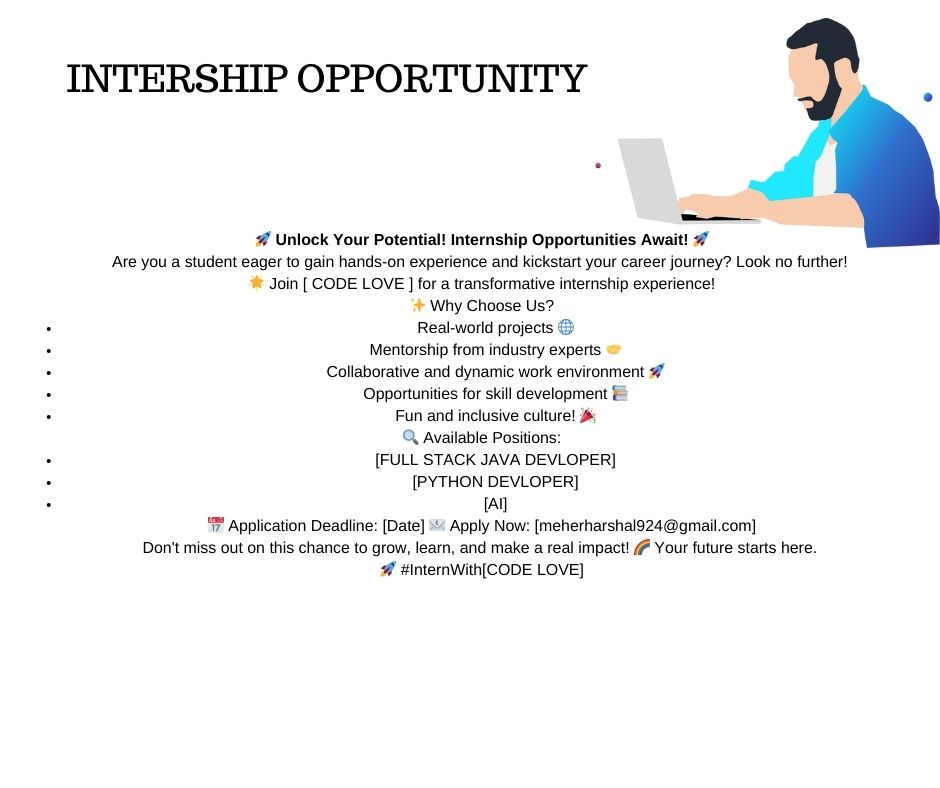 INTERSHIP OPPORTUNITY
🚀 Unlock Your Potential! Internship Opportunities Await! 🚀
Are you a student eager to gain hands-on experience and kickstart your career journey? Look no further!
🌟 Join [ CODE LOVE ] for a transformative internship experience!
✨ Why Choose Us?
• Real-world projects 🌐
• Mentorship from industry experts 🤝
• Collaborative and dynamic work environment 🚀
• Opportunities for skill development 📚
• Fun and inclusive culture! 🎉
🔍 Available Positions:
• [FULL STACK JAVA DEVLOPER]
• [PYTHON DEVLOPER]
• [AI]
📅 Application Deadline: [Date] 📧 Apply Now: [meherharshal924@gmail.com]
Don't miss out on this chance to grow, learn, and make a real impact! 🌈 Your future starts here.
🚀 #InternWith[CODE LOVE]